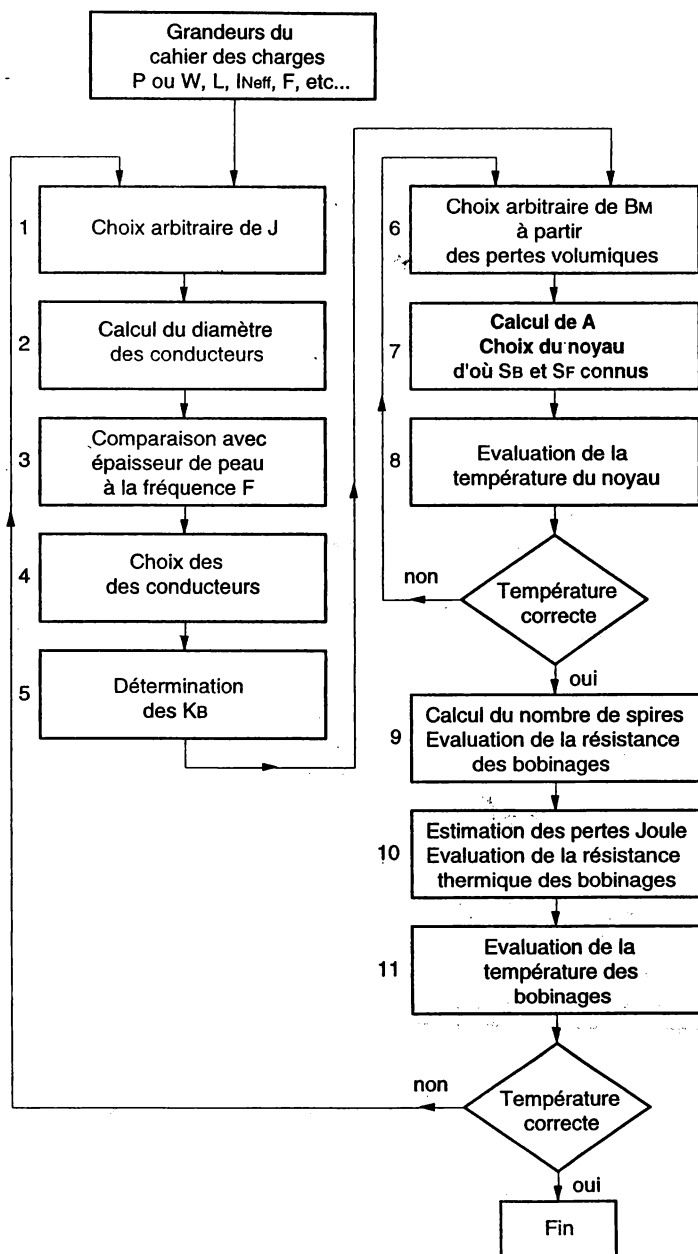 Grandeurs du
cahier des charges
P ou W, L, INeff, F, etc...
1
Choix arbitraire de J
2
Calcul du diamètre
des conducteurs
3
Comparaison avec
épaisseur de peau
à la fréquence F
4
Choix des
des conducteurs
5
Détermination
des KB
6
Choix arbitraire de BM
à partir
des pertes volumiques
7
Calcul de A
Choix du noyau
d'où SB et SF connus
8
Evaluation de la
température du noyau
non
Température
correcte
oui
9
Calcul du nombre de spires
Evaluation de la résistance
des bobinages
10
Estimation des pertes Joule
Evaluation de la résistance
thermique des bobinages
11
Evaluation de la
température des
bobinages
non
Température
correcte
oui
Fin